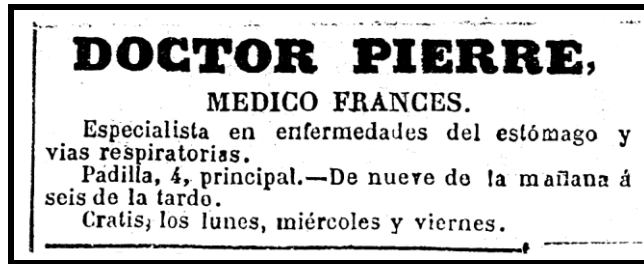 DOCTOR PIERRE,
MEDICO FRANCES.
Especialista en enfermedades del estómago y
vias respiratorias.
Padilla, 4, principal.—De nueve de la mañana á
seis de la tarde.
Gratis, los lunes, miércoles y viernes.